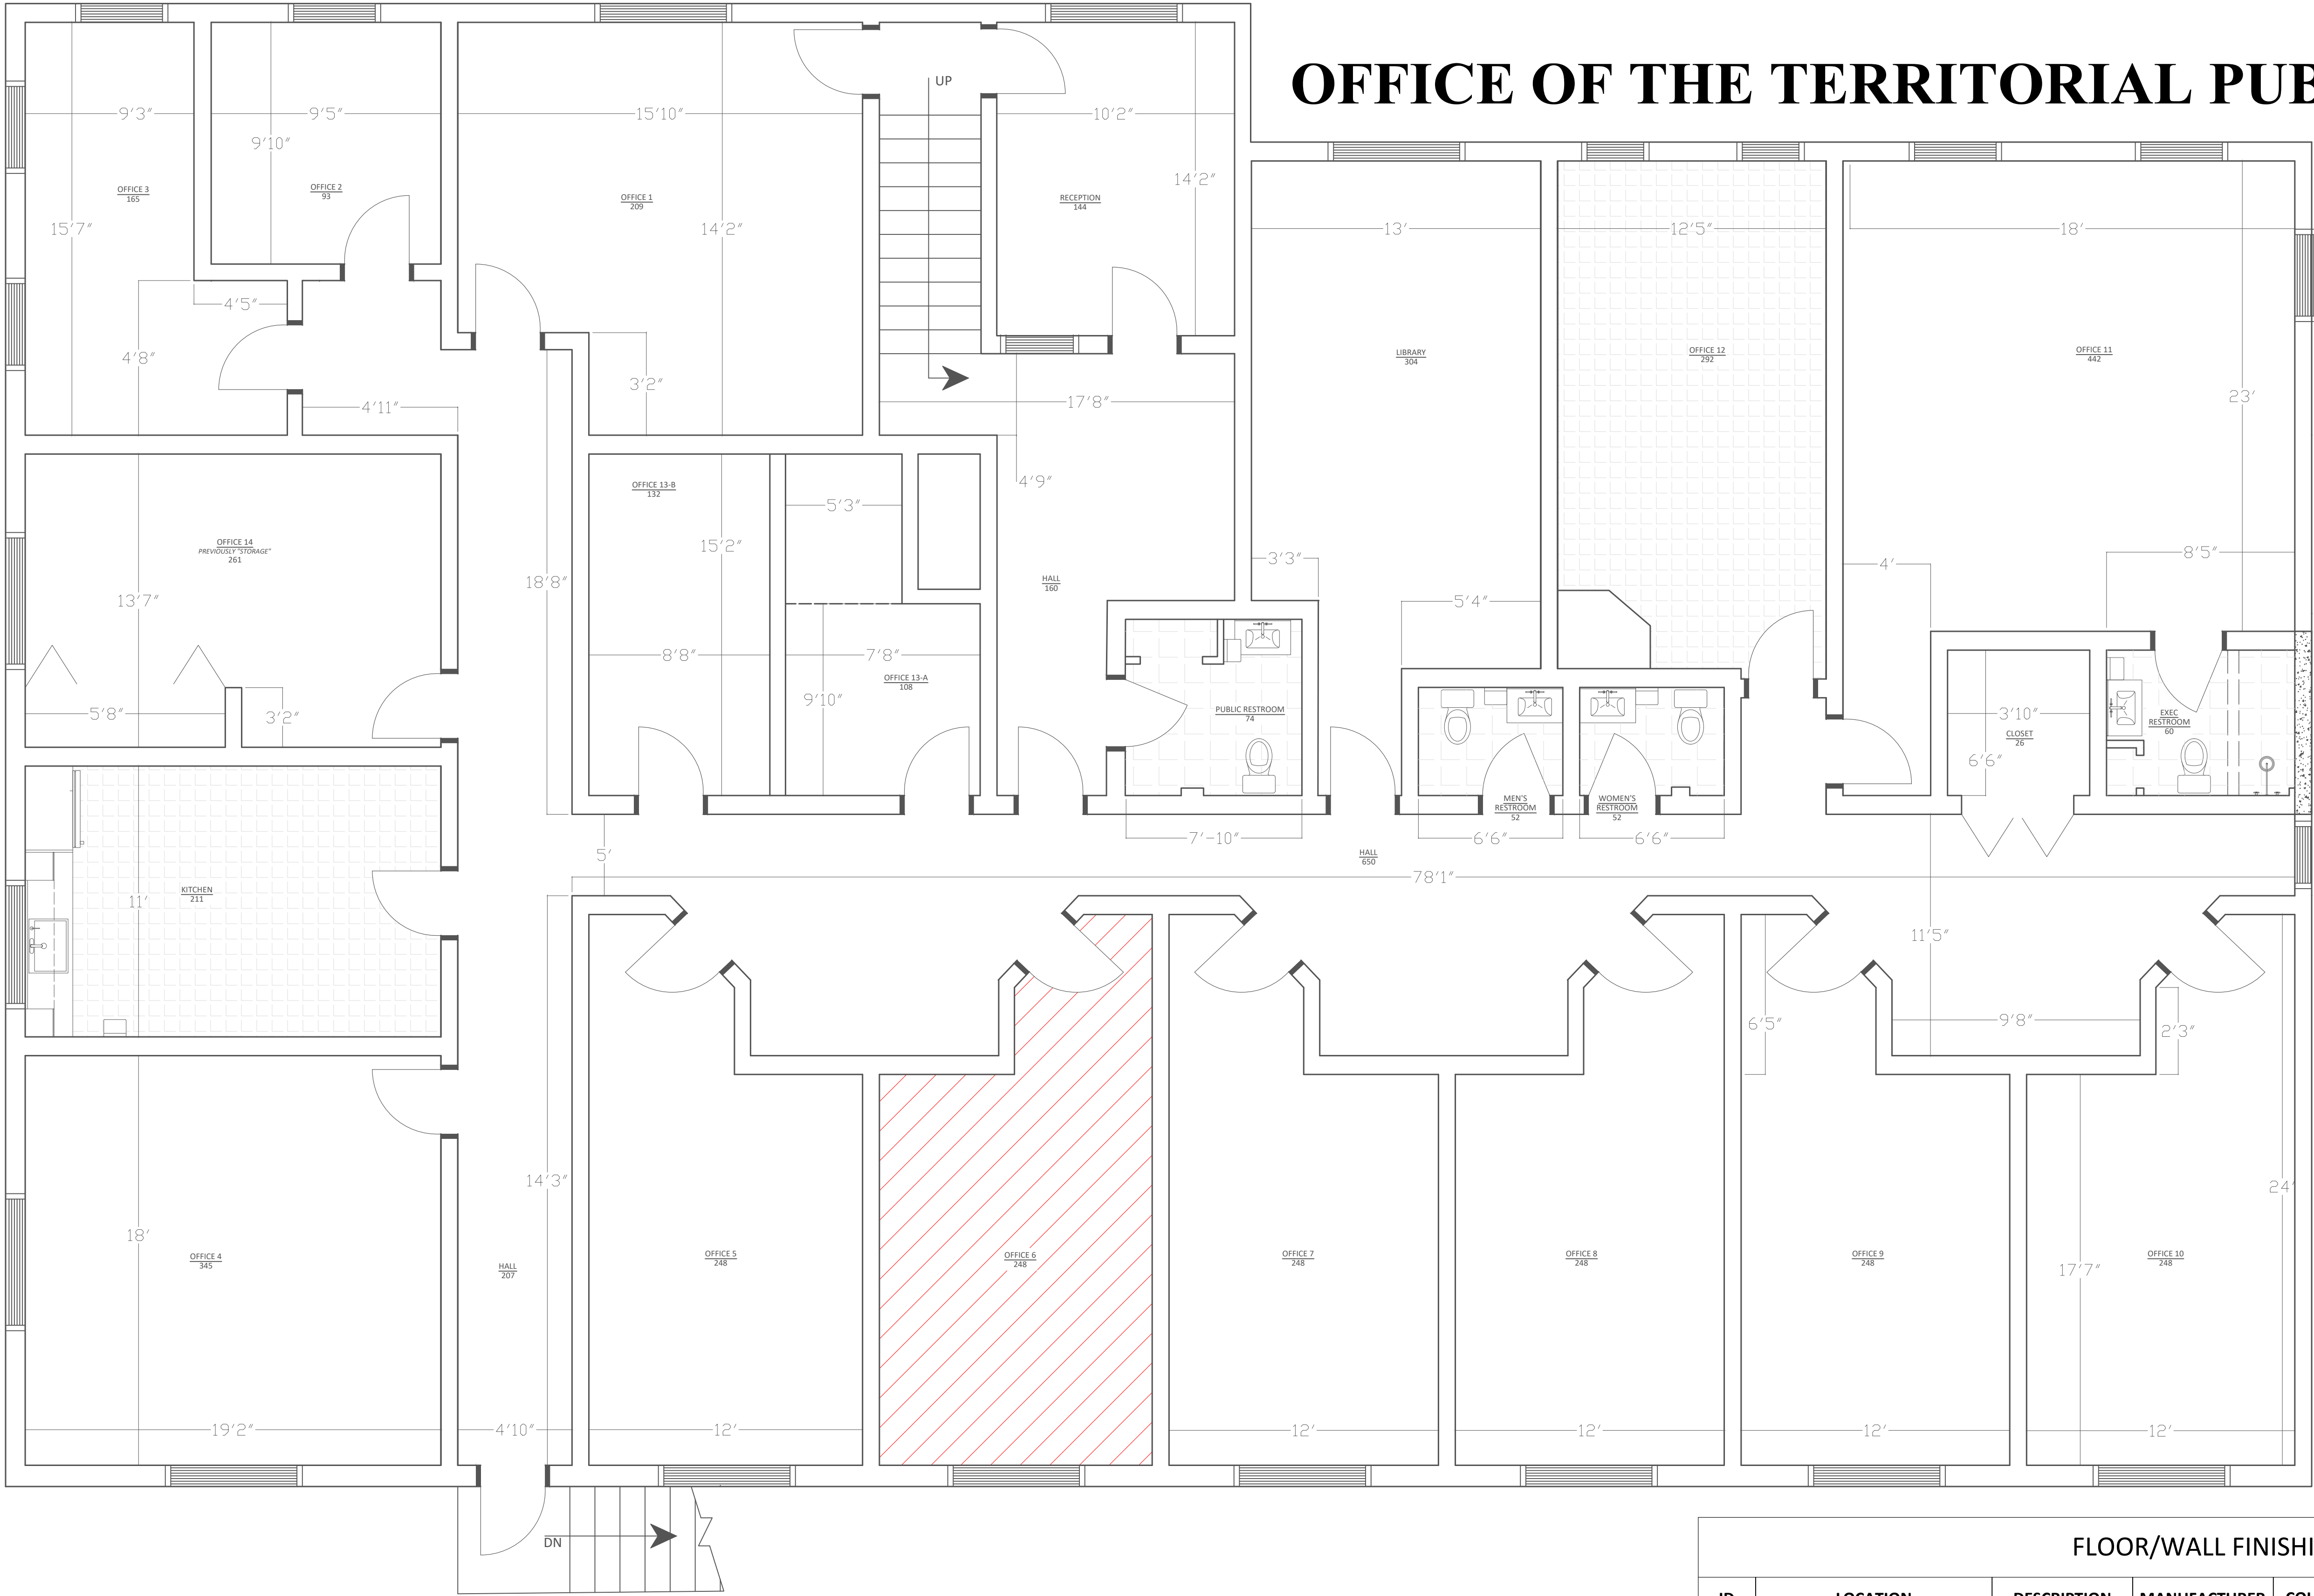 OFFICE OF THE TERRITORIAL PUB
UP
9'3"
9'5"
15'10"
10'2"
9'10"
14'2"
OFFICE 3
165
OFFICE 2
93
OFFICE 1
209
RECEPTION
144
15'7"
14'2"
13'
12'5"
18'
4'5"
4'8"
3'2"
LIBRARY
304
OFFICE 12
292
OFFICE 11
442
4'11"
17'8"
23'
OFFICE 13-B
132
4'9"
5'3"
OFFICE 14
PREVIOUSLY "STORAGE"
261
15'2"
3'3"
4'
8'5"
18'8"
HALL
160
13'7"
5'4"
8'8"
7'8"
OFFICE 13-A
108
9'10"
5'8"
3'2"
PUBLIC RESTROOM
74
3'10"
EXEC
RESTROOM
60
CLOSET
26
6'6"
MEN'S
RESTROOM
52
WOMEN'S
RESTROOM
52
7'-10"
6'6"
6'6"
5'
HALL
650
78'1"
KITCHEN
211
11'
11'5"
6'5"
9'8"
2'3"
14'3"
24'
18'
OFFICE 4
345
HALL
207
OFFICE 5
248
OFFICE 6
248
OFFICE 7
248
OFFICE 8
248
OFFICE 9
248
OFFICE 10
248
17'7"
19'2"
4'10"
12'
12'
12'
12'
12'
DN
FLOOR/WALL FINISHI
ID LOCATION DESCRIPTION MANUFACTURER COL